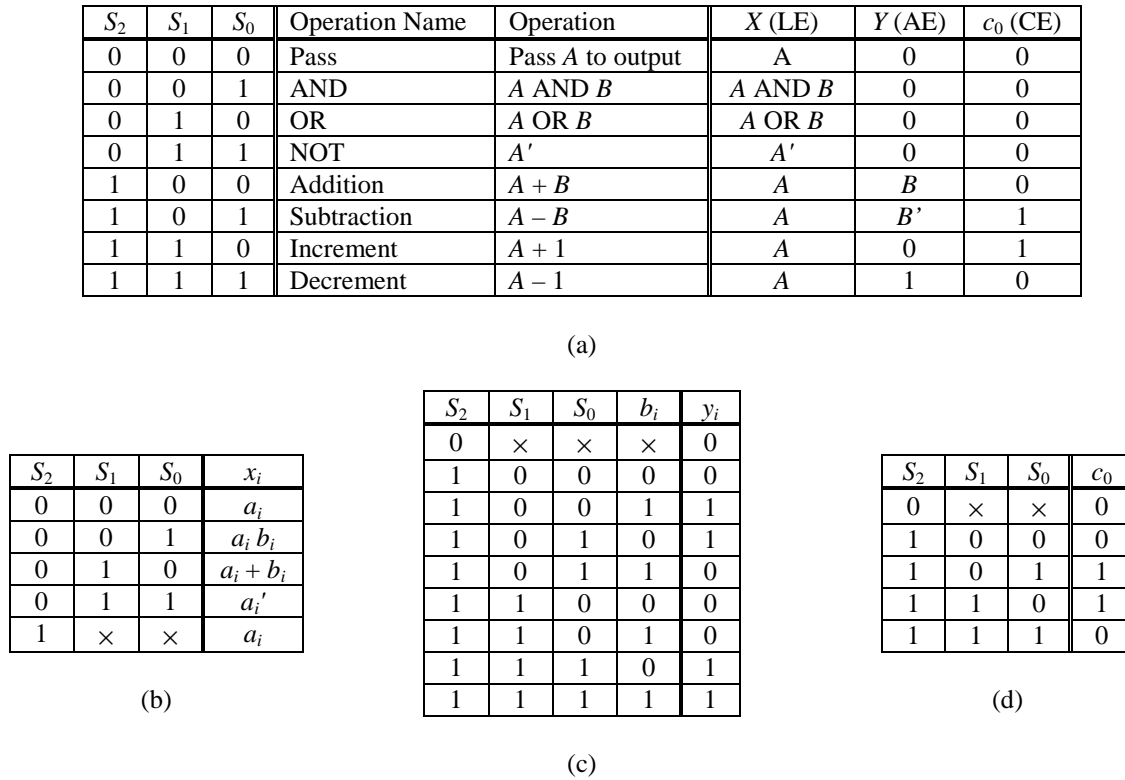 S2 S1 S0 Operation Name Operation X (LE) Y (AE) c0 (CE)
0 0 0 Pass Pass A to output A 0 0
0 0 1 AND A AND B A AND B 0 0
0 1 0 OR A OR B A OR B 0 0
0 1 1 NOT A' A' 0 0
1 0 0 Addition A + B A B 0
1 0 1 Subtraction A – B A B’ 1
1 1 0 Increment A + 1 A 0 1
1 1 1 Decrement A – 1 A 1 0
(a)
S2 S1 S0 xi
0 0 0 ai
0 0 1 ai bi
0 1 0 ai + bi
0 1 1 ai'
1 × × ai
(b)
S2 S1 S0 bi yi
0 × × × 0
1 0 0 0 0
1 0 0 1 1
1 0 1 0 1
1 0 1 1 0
1 1 0 0 0
1 1 0 1 0
1 1 1 0 1
1 1 1 1 1
(c)
S2 S1 S0 c0
0 × × 0
1 0 0 0
1 0 1 1
1 1 0 1
1 1 1 0
(d)